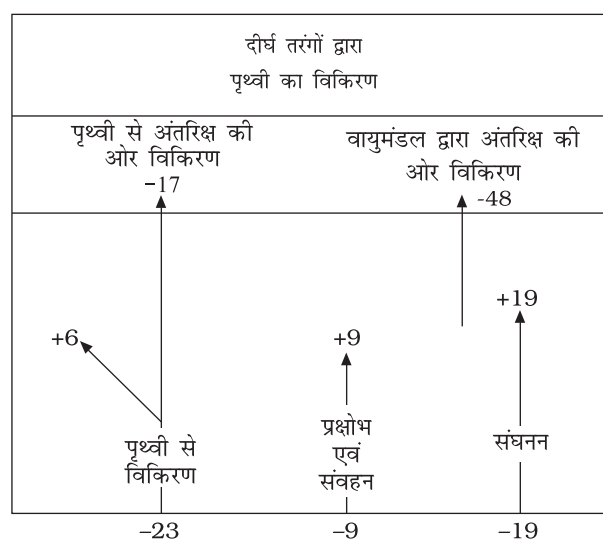 दीर्घ तरंगों द्वारा
पृथ्वी का विकिरण
पृथ्वी से अंतरिक्ष की
ओर विकिरण
–17
वायुमंडल द्वारा अंतरिक्ष की
ओर विकिरण
-48
+6
+9
+19
पृथ्वी से
विकिरण
प्रक्षोभ
एवं
संवहन
संघनन
–23
–9
–19